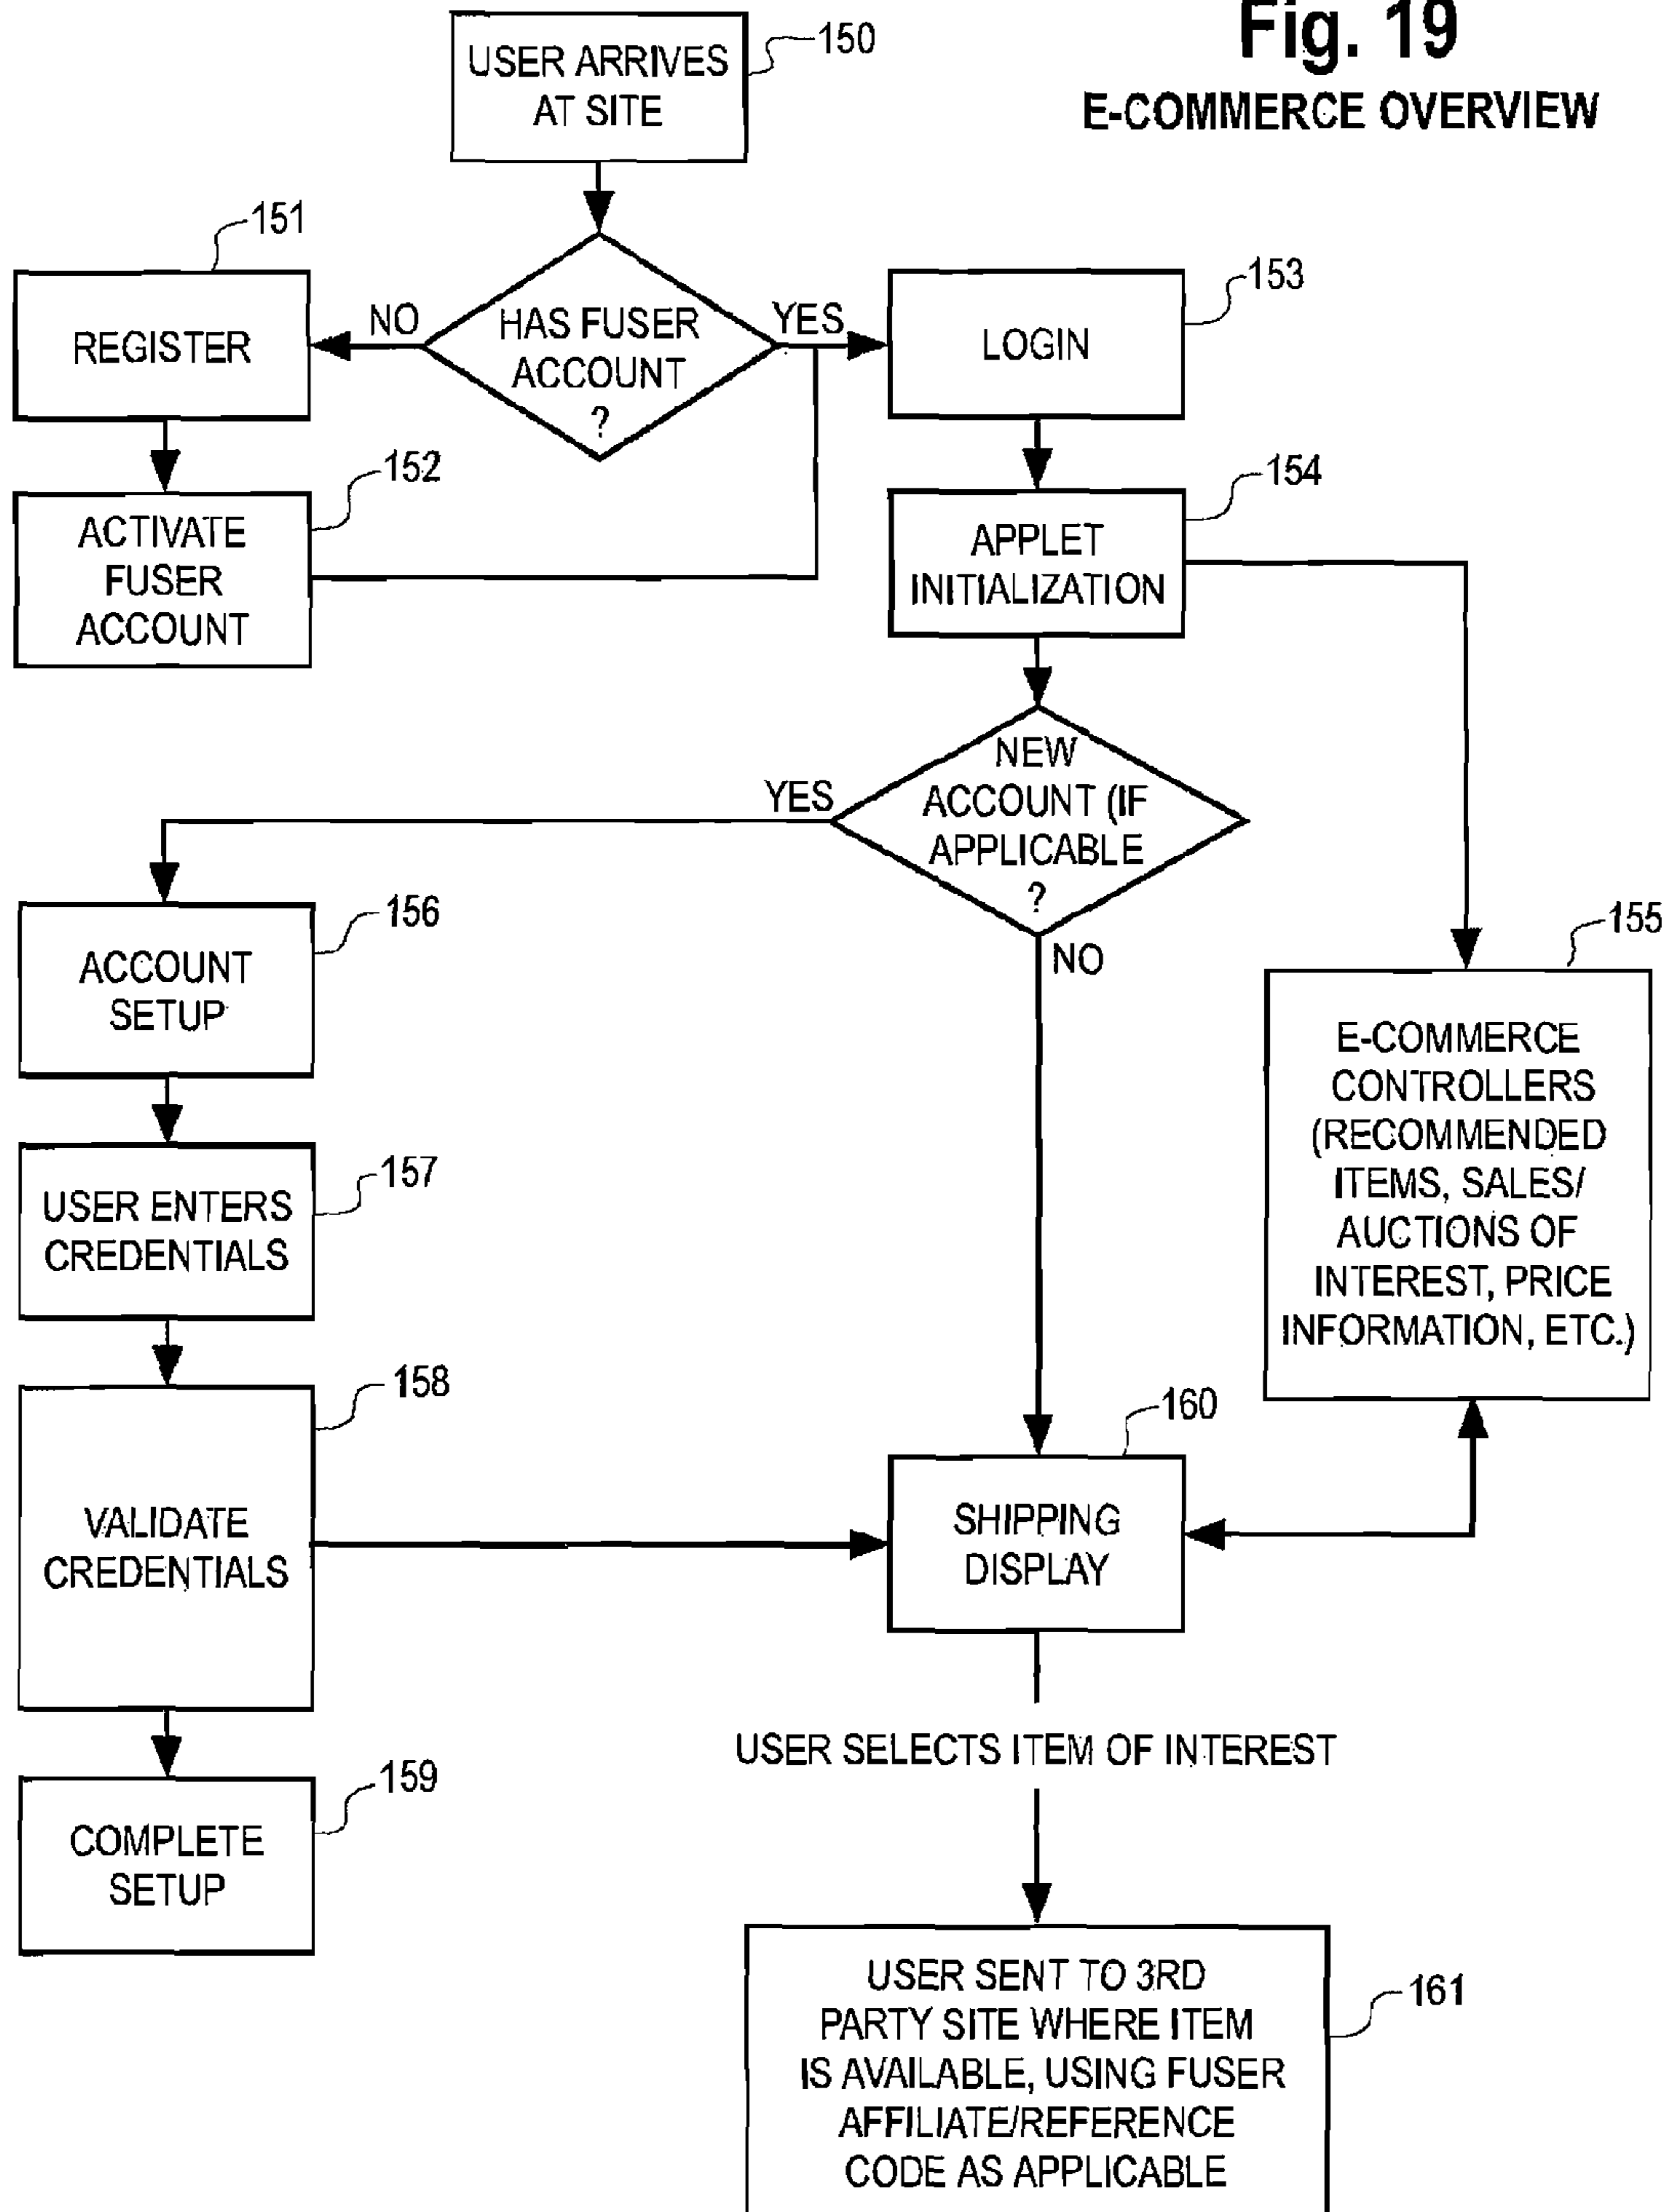 Fig. 19
E-COMMERCE OVERVIEW
USER ARRIVES
AT SITE
150
151
REGISTER
NO
HAS FUSER
ACCOUNT
?
YES
LOGIN
153
ACTIVATE
FUSER
ACCOUNT
152
APPLET
INITIALIZATION
154
NEW
ACCOUNT (IF
APPLICABLE
?
YES
NO
ACCOUNT
SETUP
156
155
E-COMMERCE
CONTROLLERS
(RECOMMENDED
ITEMS, SALES/
AUCTIONS OF
INTEREST, PRICE
INFORMATION, ETC.)
USER ENTERS
CREDENTIALS
157
VALIDATE
CREDENTIALS
158
160
SHIPPING
DISPLAY
USER SELECTS ITEM OF INTEREST
COMPLETE
SETUP
159
USER SENT TO 3RD
PARTY SITE WHERE ITEM
IS AVAILABLE, USING FUSER
AFFILIATE/REFERENCE
CODE AS APPLICABLE
161